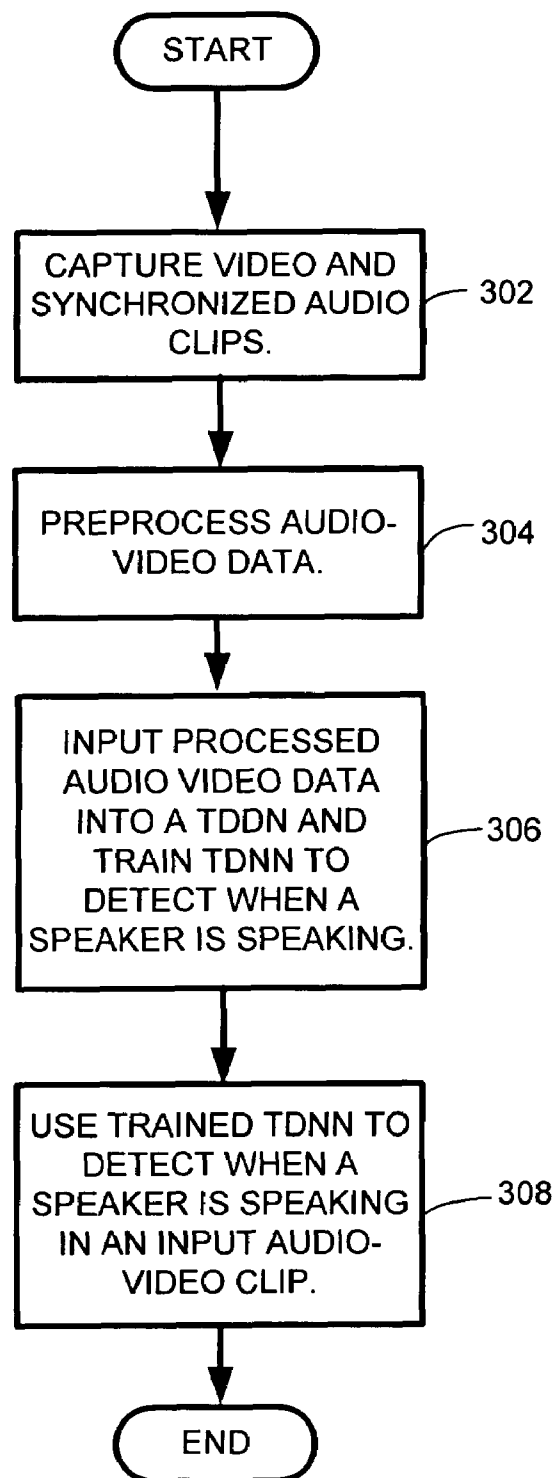 START
CAPTURE VIDEO AND
SYNCHRONIZED AUDIO
CLIPS.
302
PREPROCESS AUDIO-
VIDEO DATA.
304
INPUT PROCESSED
AUDIO VIDEO DATA
INTO A TDDN AND
TRAIN TDNN TO
DETECT WHEN A
SPEAKER IS SPEAKING.
306
USE TRAINED TDNN TO
DETECT WHEN A
SPEAKER IS SPEAKING
IN AN INPUT AUDIO-
VIDEO CLIP.
308
END